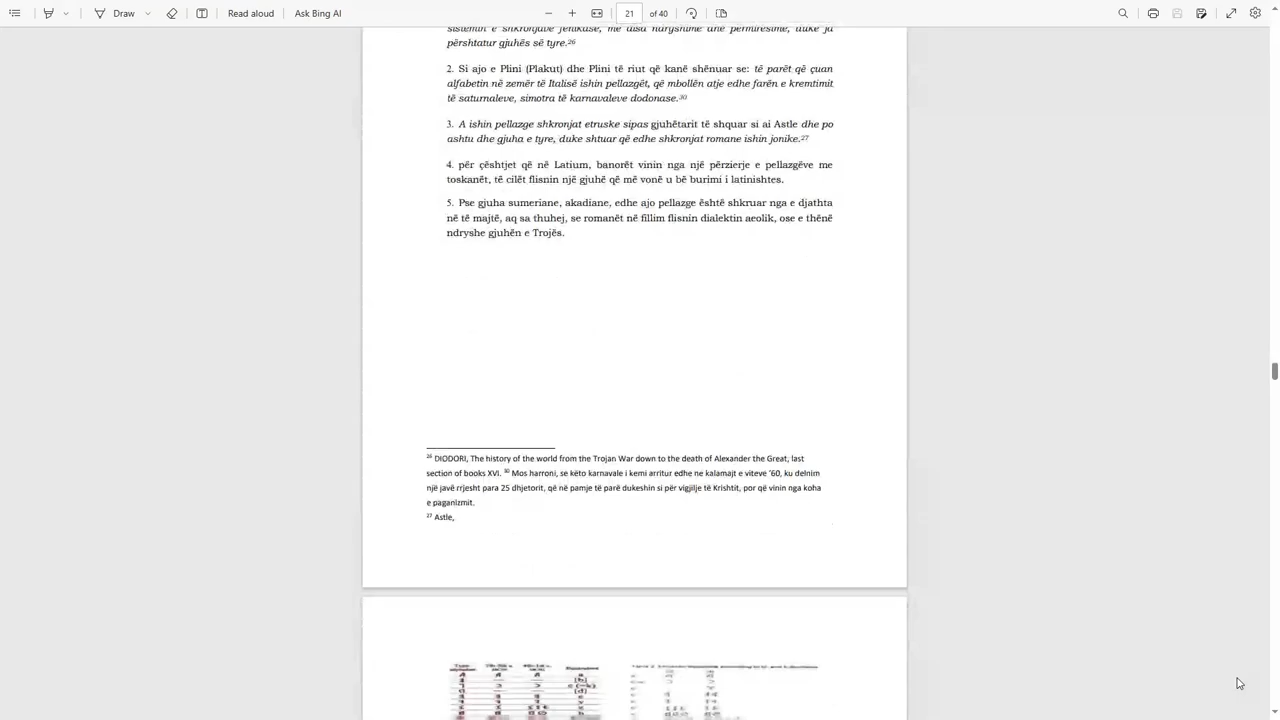 Draw
Read aloud
Ask Bing AI
21 of 40
sistemin e shkronjave fenikase, me disa ndryshime dhe përmirësime, duke ja
përshtatur gjuhës së tyre.26
2. Si ajo e Plini (Plakut) dhe Plini të riut që kanë shënuar se: të parët që çuan
alfabetin në zemër të Italisë ishin pellazgët, që mbollën atje edhe farën e kremtimit
të saturnaleve, simotra të karnavaleve dodonase.30
3. A ishin pellazge shkronjat etruske sipas gjuhëtarit të shquar si ai Astle dhe po
ashtu dhe gjuha e tyre, duke shtuar që edhe shkronjat romane ishin jonike.27
4. për çështjet që në Latium, banorët vinin nga një përzierje e pellazgëve me
toskanët, të cilët flisnin një gjuhë që më vonë u bë burimi i latinishtes.
5. Pse gjuha sumeriane, akadiane, edhe ajo pellazge është shkruar nga e djathta
në të majtë, aq sa thuhej, se romanët në fillim flisnin dialektin aeolik, ose e thënë
ndryshe gjuhën e Trojës.
26 DIODORI, The history of the world from the Trojan War down to the death of Alexander the Great, last
section of books XVI. 30 Mos harroni, se këto karnavale i kemi arritur edhe ne kalamajt e viteve ’60, ku delnim
një javë rrjesht para 25 dhjetorit, që në pamje të parë dukeshin si për vigjilje të Krishtit, por që vinin nga koha
e paganizmit.
27 Astle,